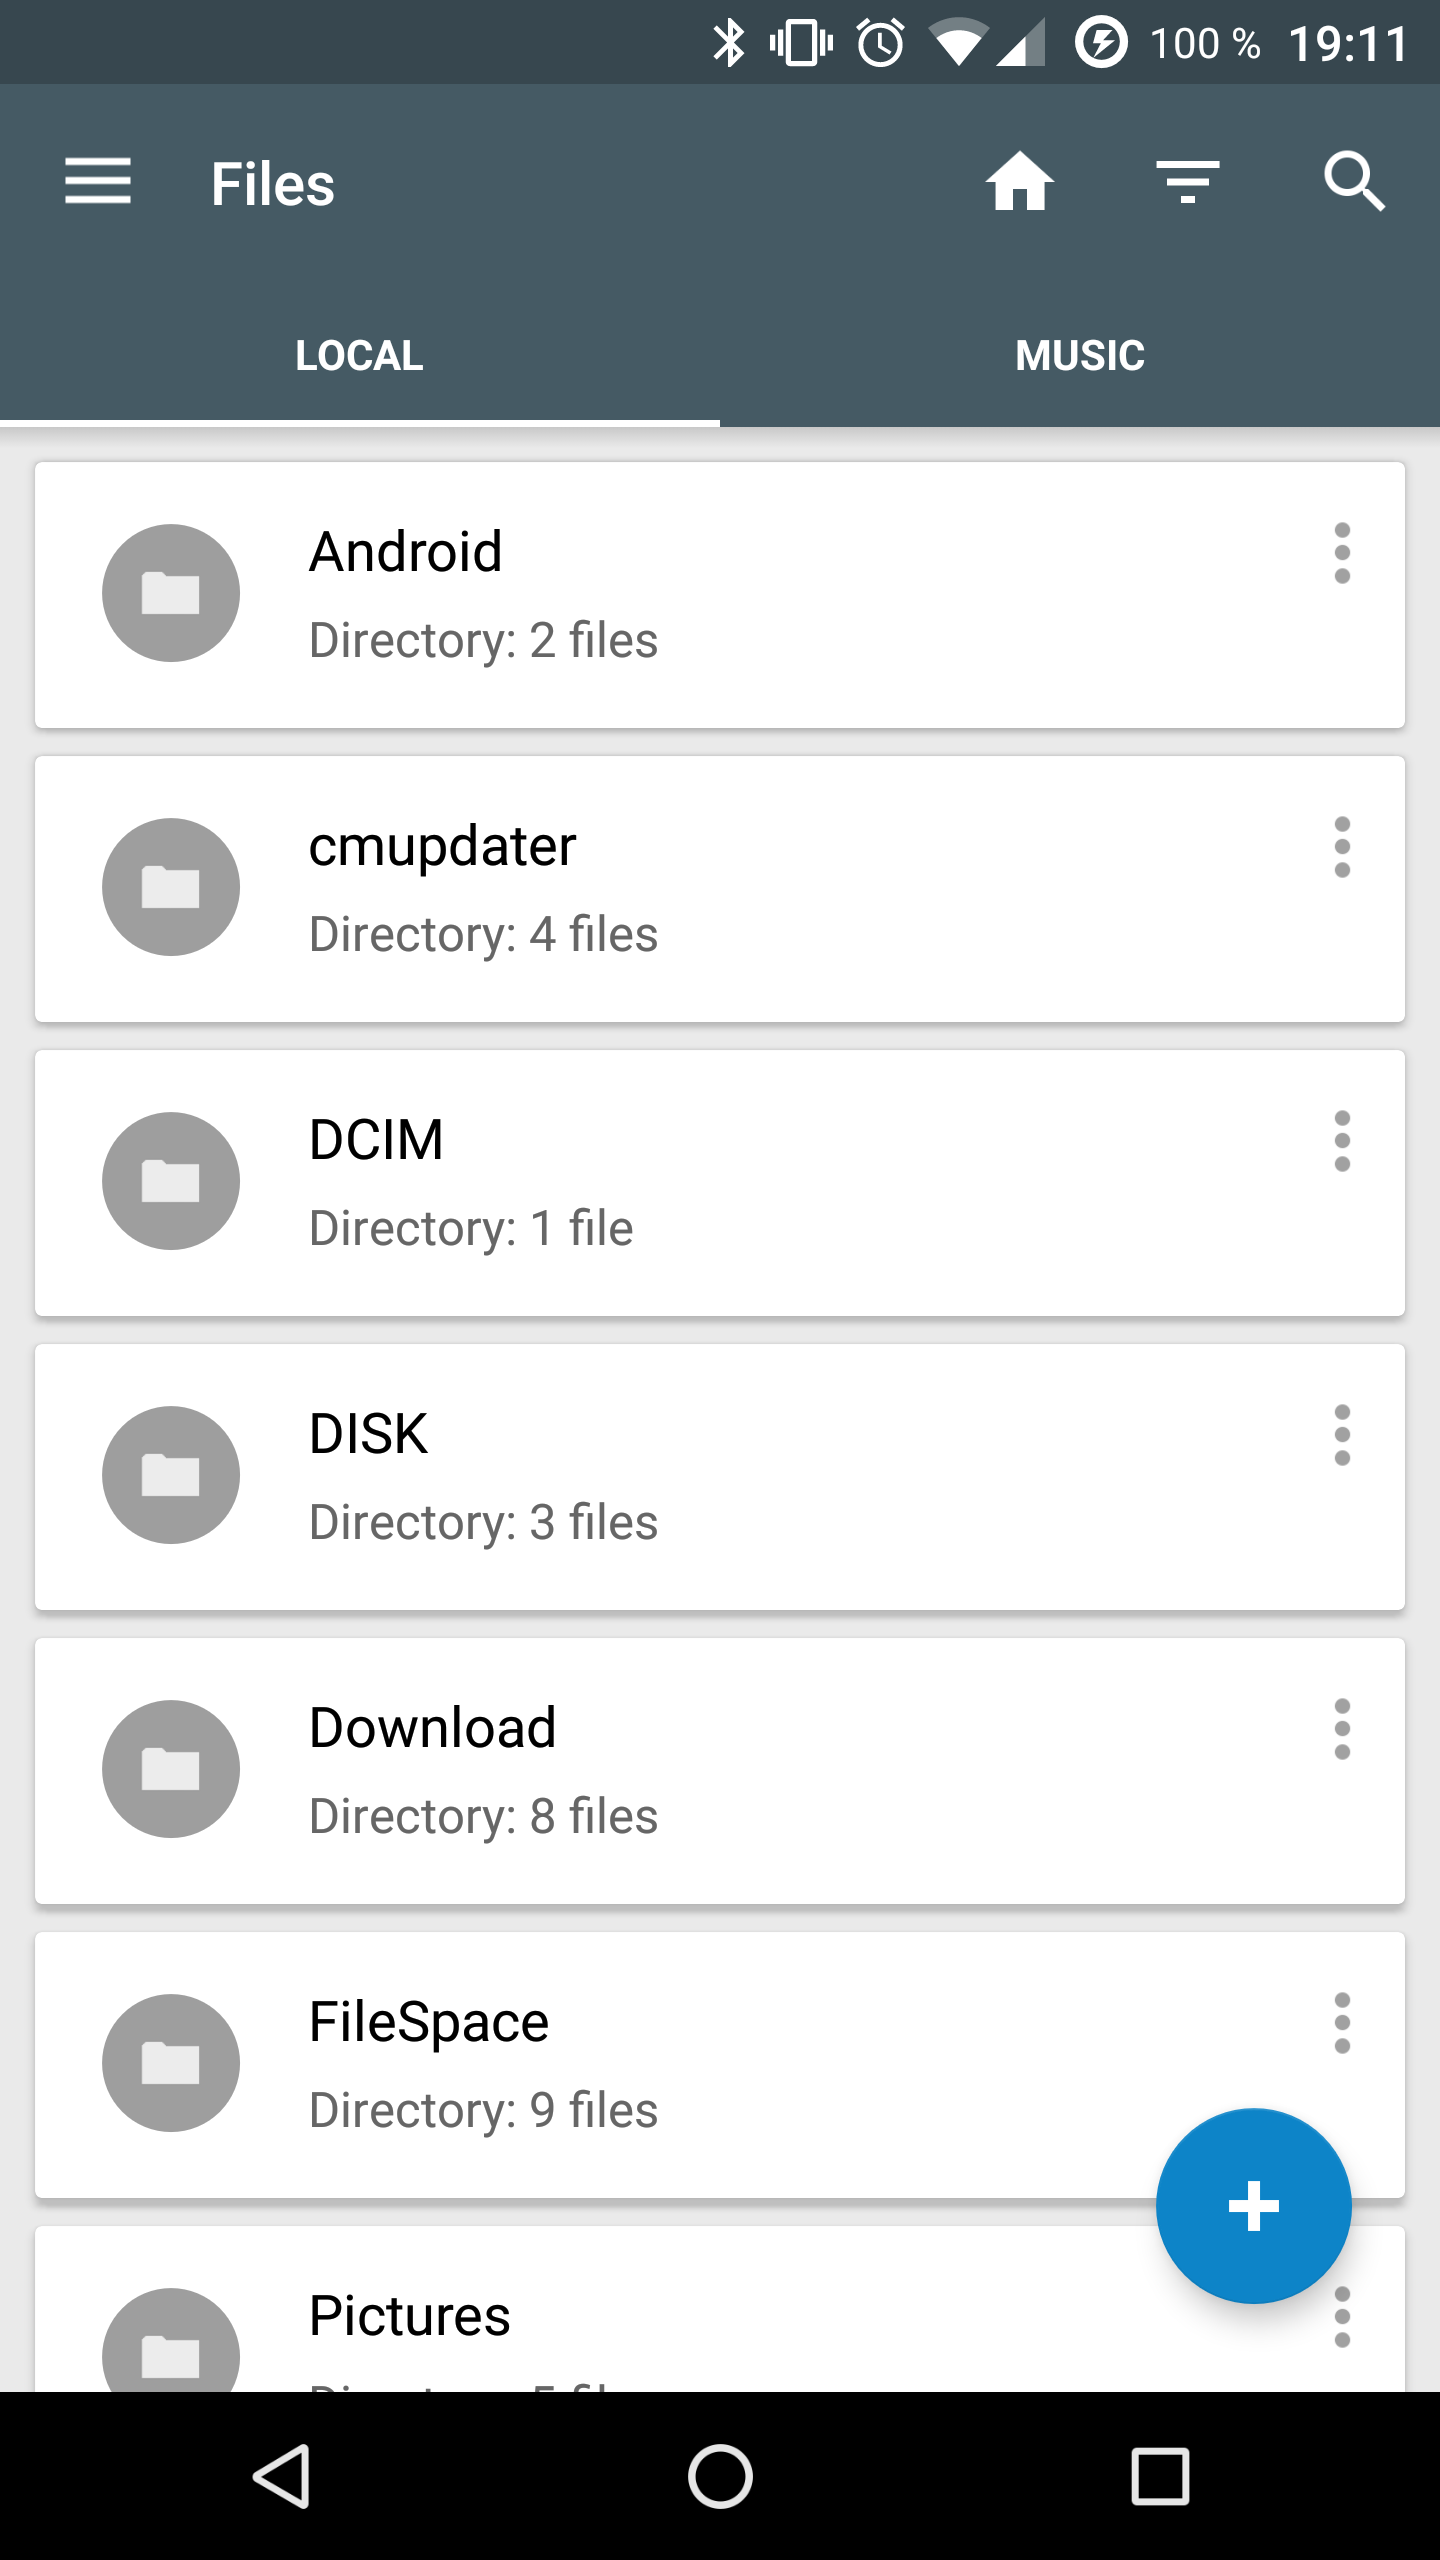 100 % 19:11
Files
LOCAL MUSIC
Android
Directory: 2 files
cmupdater
Directory: 4 files
DCIM
Directory: 1 file
DISK
Directory: 3 files
Download
Directory: 8 files
FileSpace
Directory: 9 files
Pictures